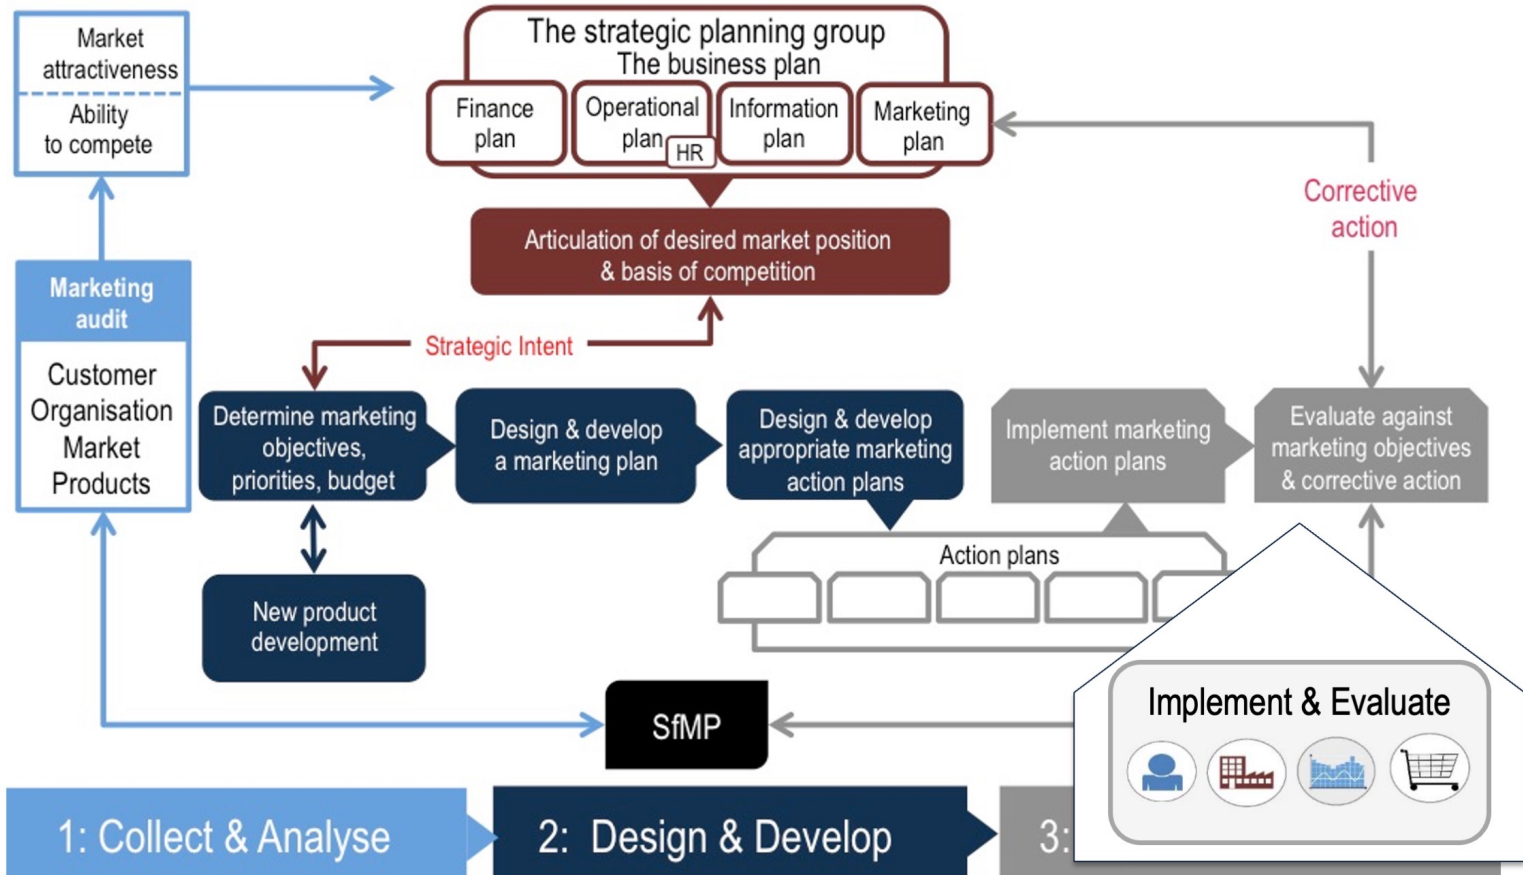 Market
attractiveness
Ability
to compete
The strategic planning group
The business plan
Finance
plan
Operational
plan
HR
Information
plan
Marketing
plan
Corrective
action
Articulation of desired market position
& basis of competition
Marketing
audit
Customer
Organisation
Market
Products
Strategic Intent
Determine marketing
objectives,
priorities, budget
Design & develop
a marketing plan
Design & develop
appropriate marketing
action plans
Implement marketing
action plans
Evaluate against
marketing objectives
& corrective action
Action plans
New product
development
SfMP
Implement & Evaluate
1: Collect & Analyse
2: Design & Develop
3: